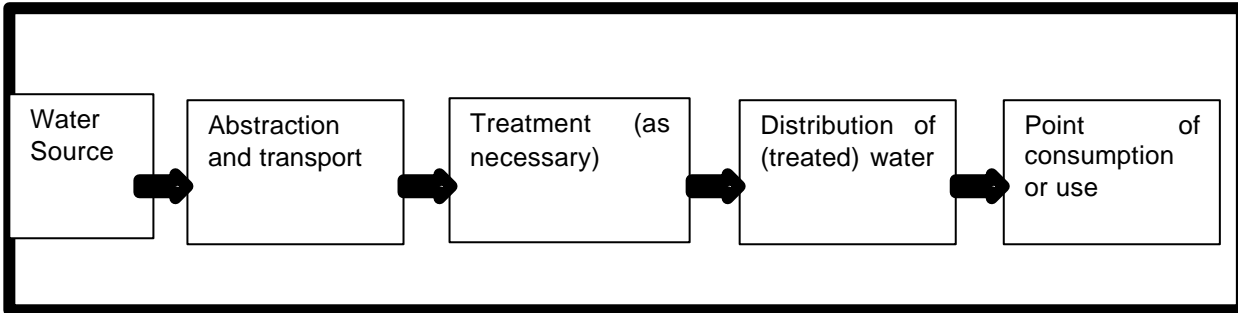 Water
Source
Abstraction
and transport
Treatment (as
necessary)
Distribution of
(treated) water
Point of
consumption
or use